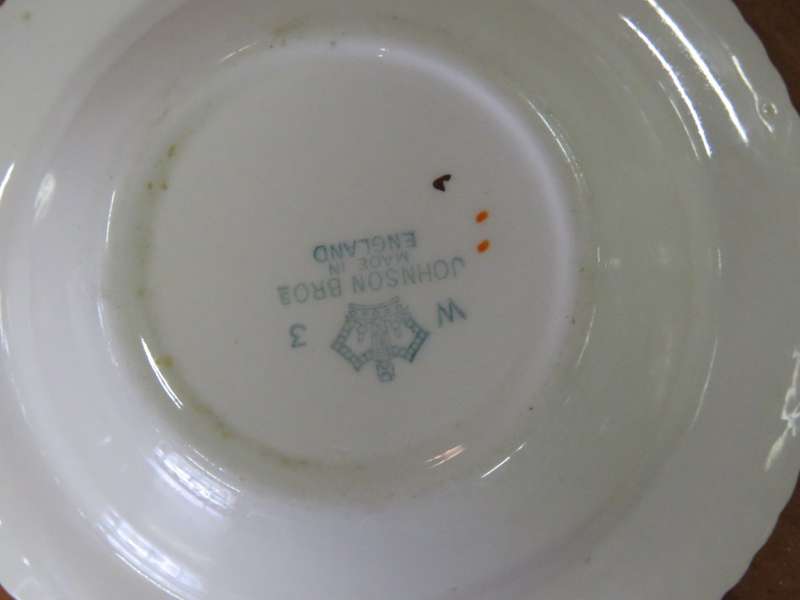 W 3
JOHNSON BROS
MADE IN
ENGLAND